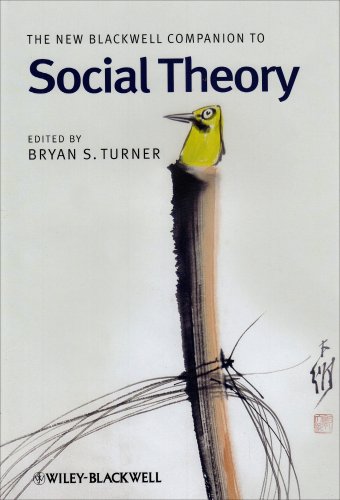 THE NEW BLACKWELL COMPANION TO
Social Theory
EDITED BY
BRYAN S. TURNER
WILEY-BLACKWELL